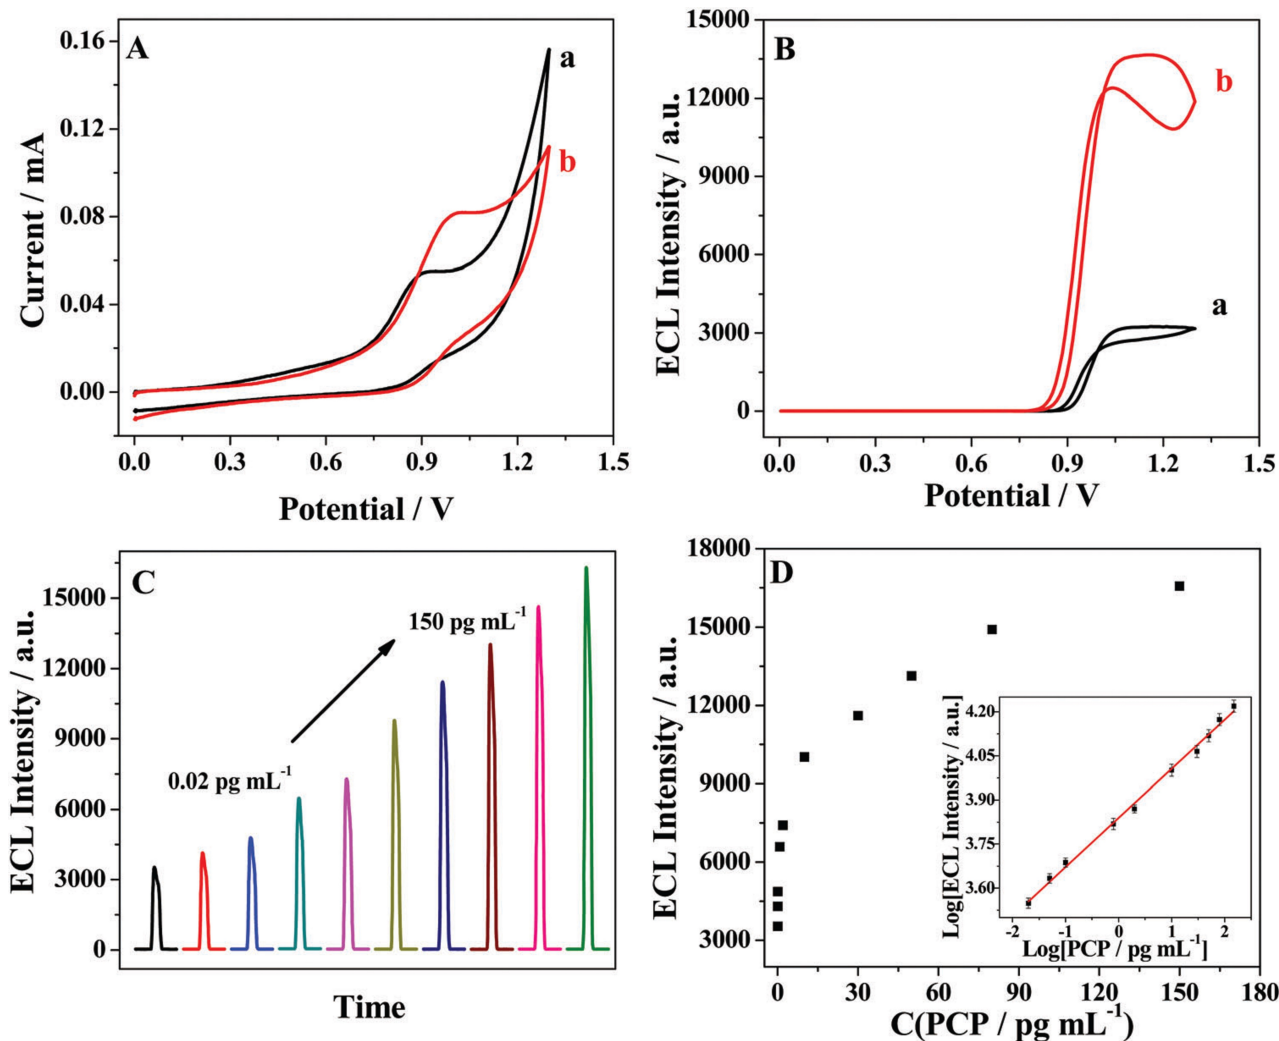 A
a
b
0.16
0.12
0.08
0.04
0.00
Current / mA
0.0 0.3 0.6 0.9 1.2 1.5
Potential / V
B
b
a
15000
12000
9000
6000
3000
0
ECL Intensity / a.u.
0.0 0.3 0.6 0.9 1.2 1.5
Potential / V
C
150 pg mL-1
0.02 pg mL-1
15000
12000
9000
6000
3000
0
ECL Intensity / a.u.
Time
D
18000
15000
12000
9000
6000
3000
ECL Intensity / a.u.
4.20
4.05
3.90
3.75
3.60
Log[ECL Intensity / a.u.]
-2 -1 0 1 2
Log[PCP / pg mL-1]
0 30 60 90 120 150 180
C(PCP / pg mL-1)